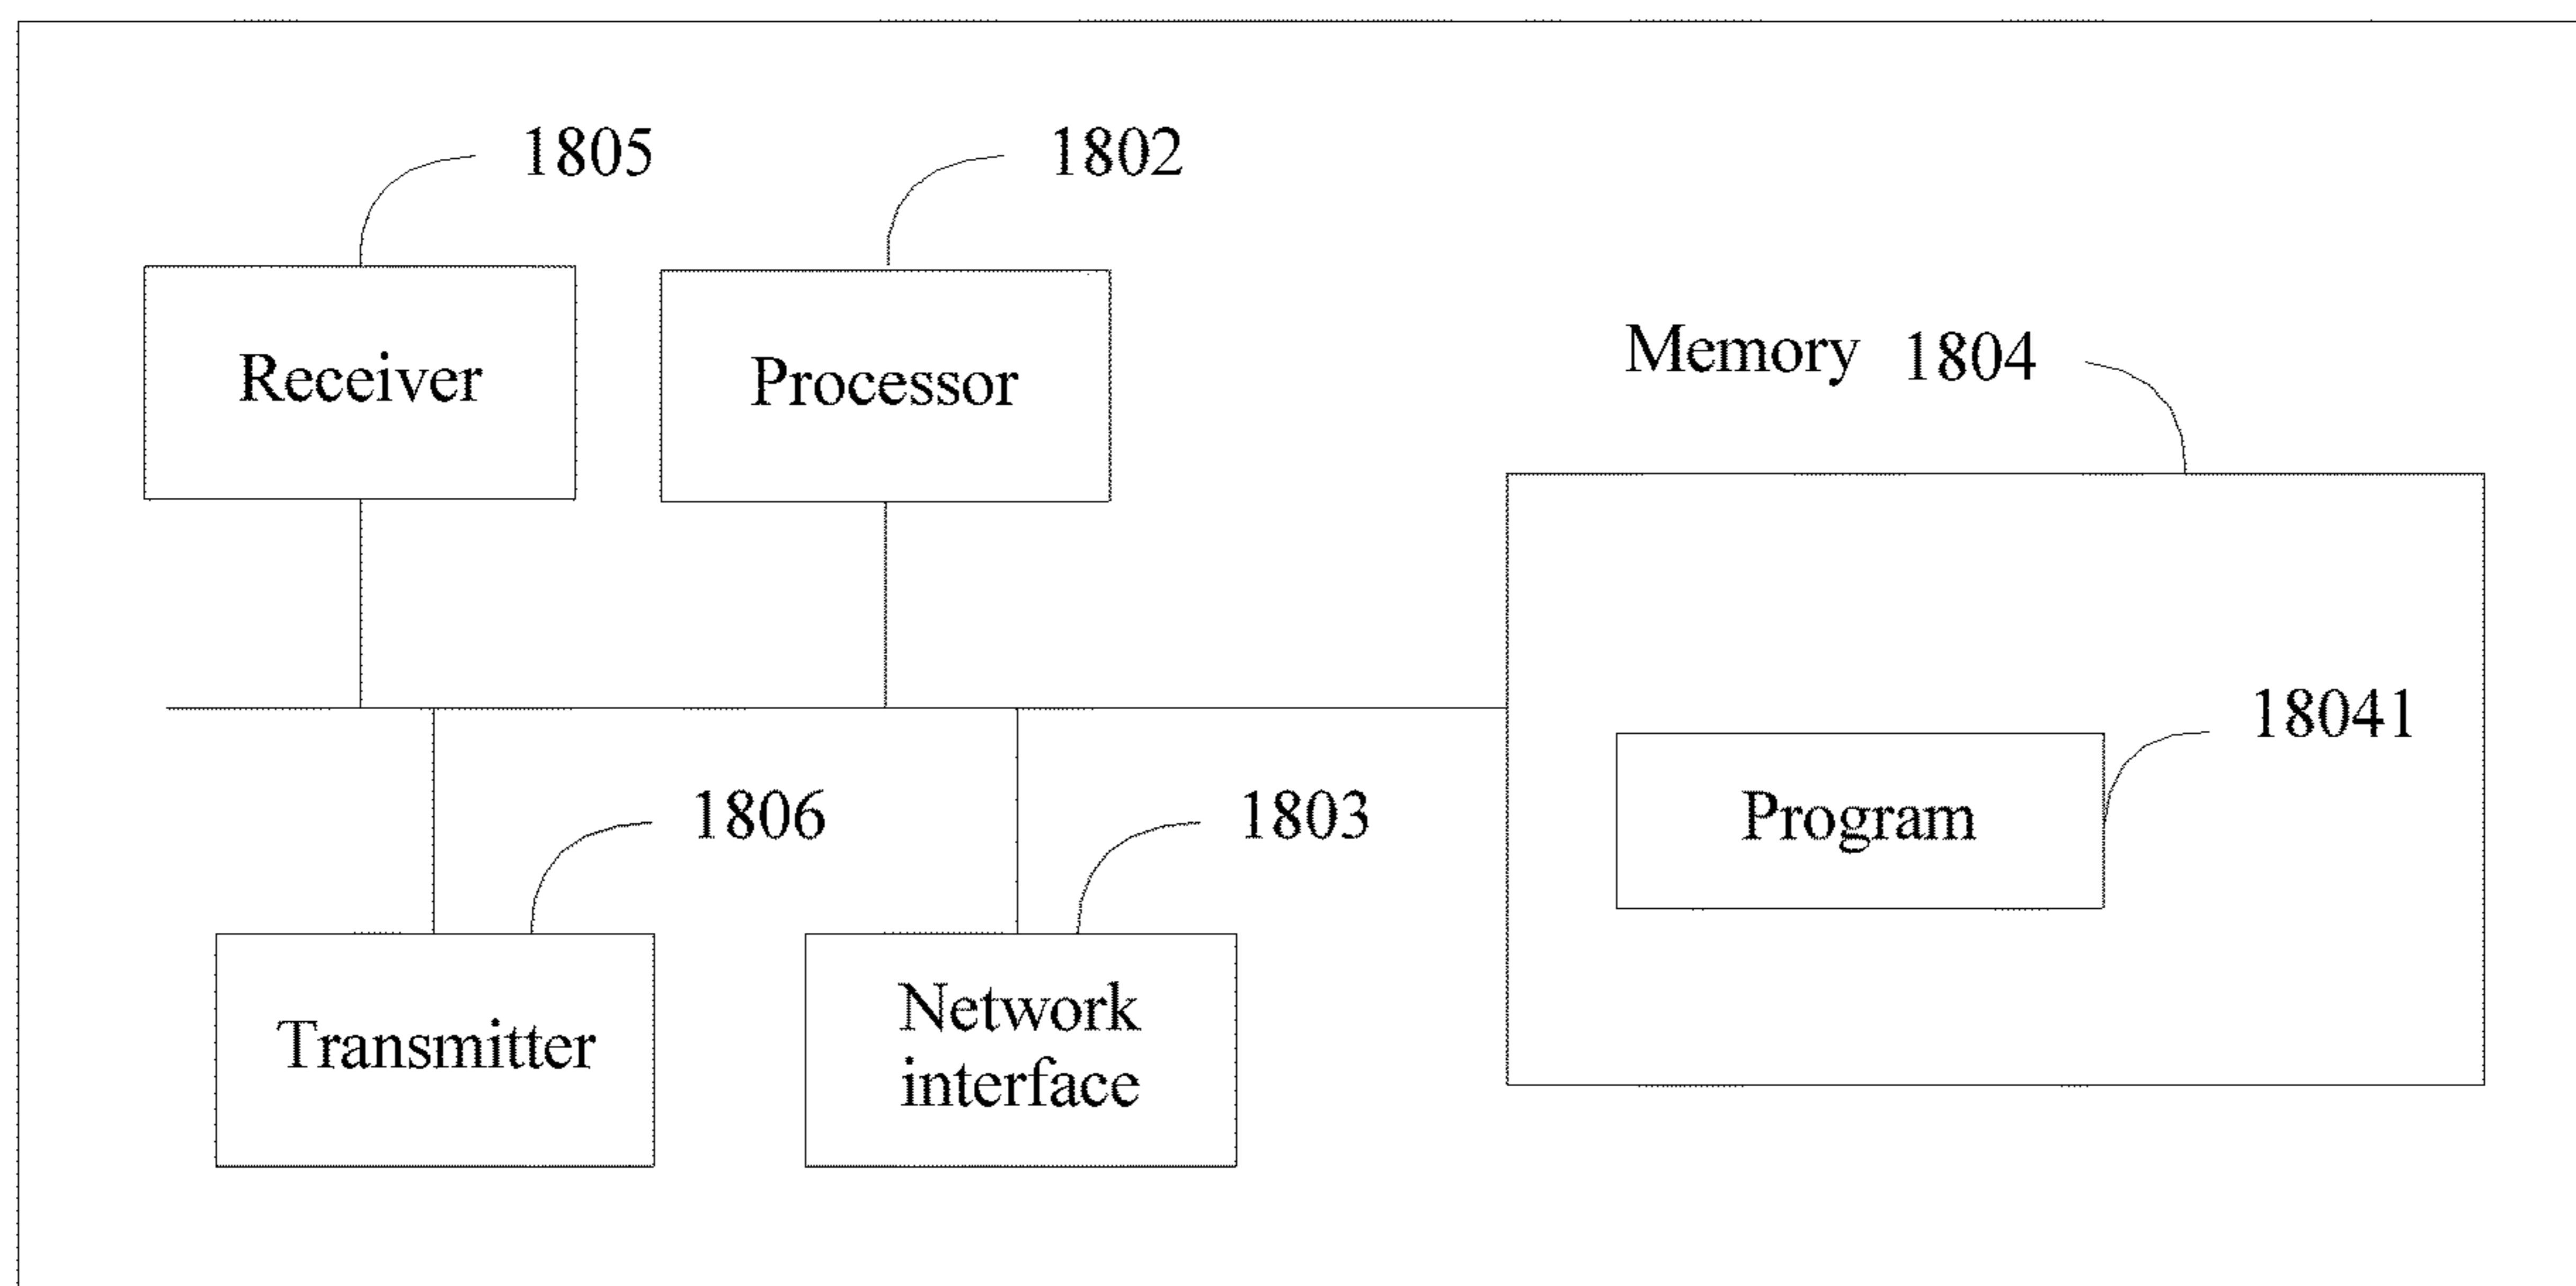 1805
1802
Receiver
Processor
Memory 1804
18041
Program
1806
1803
Transmitter
Network
interface